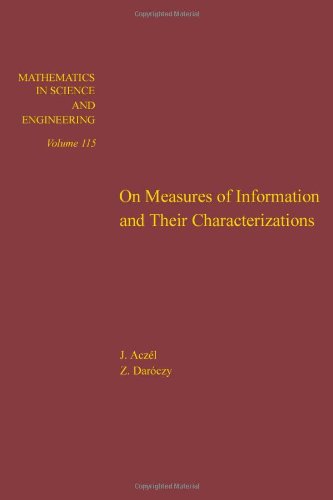 MATHEMATICS
IN SCIENCE
AND
ENGINEERING
Volume 115
On Measures of Information
and Their Characterizations
J. Aczél
Z. Daróczy